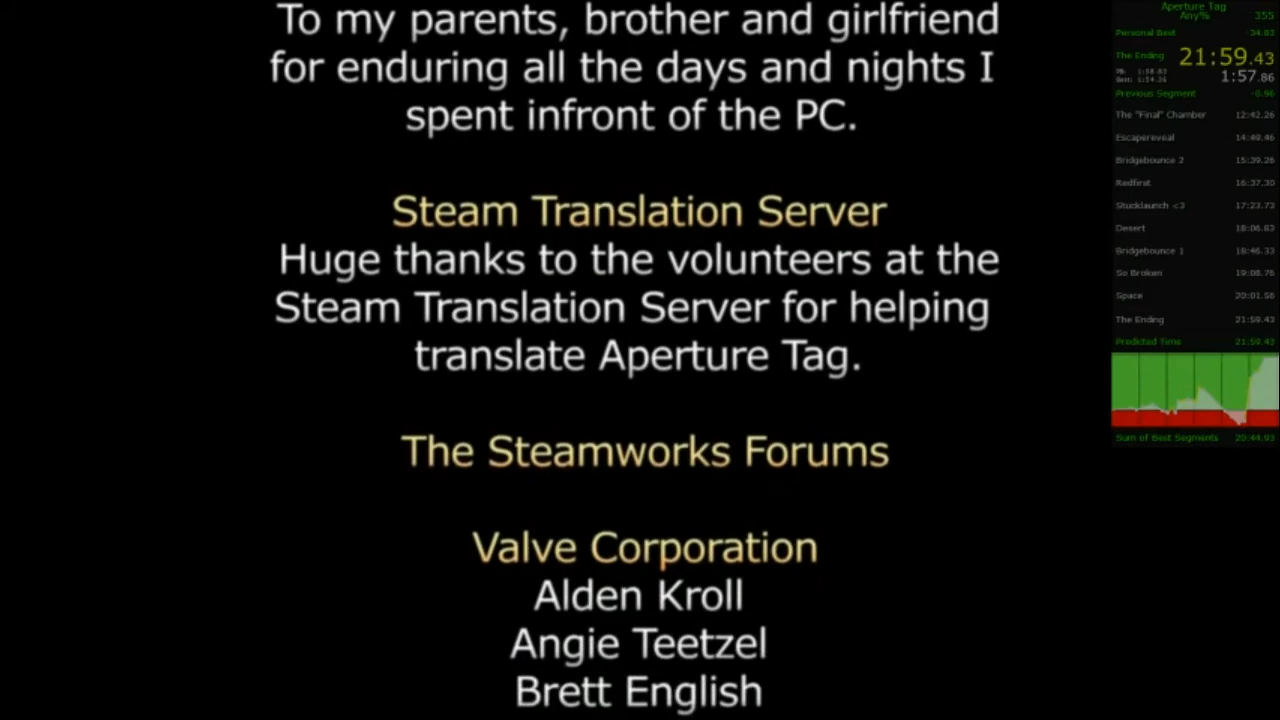 To my parents, brother and girlfriend
for enduring all the days and nights I
spent infront of the PC.
Steam Translation Server
Huge thanks to the volunteers at the
Steam Translation Server for helping
translate Aperture Tag.
The Steamworks Forums
Valve Corporation
Alden Kroll
Angie Teetzel
Brett English
Aperture Tag
Any% 355
Personal Best -34.83
The Ending 21:59.43
1:57.86
Previous Segment -0.96
The "Final" Chamber 12:42.26
Escapereveal 14:49.46
Bridgebounce 2 15:39.26
Redfirst 16:37.30
Stucklaunch <3 17:23.73
Desert 18:06.83
Bridgebounce 1 18:46.33
So Broken 19:08.76
Space 20:01.56
The Ending 21:59.43
Predicted Time 21:59.43
Sum of Best Segments 20:44.93